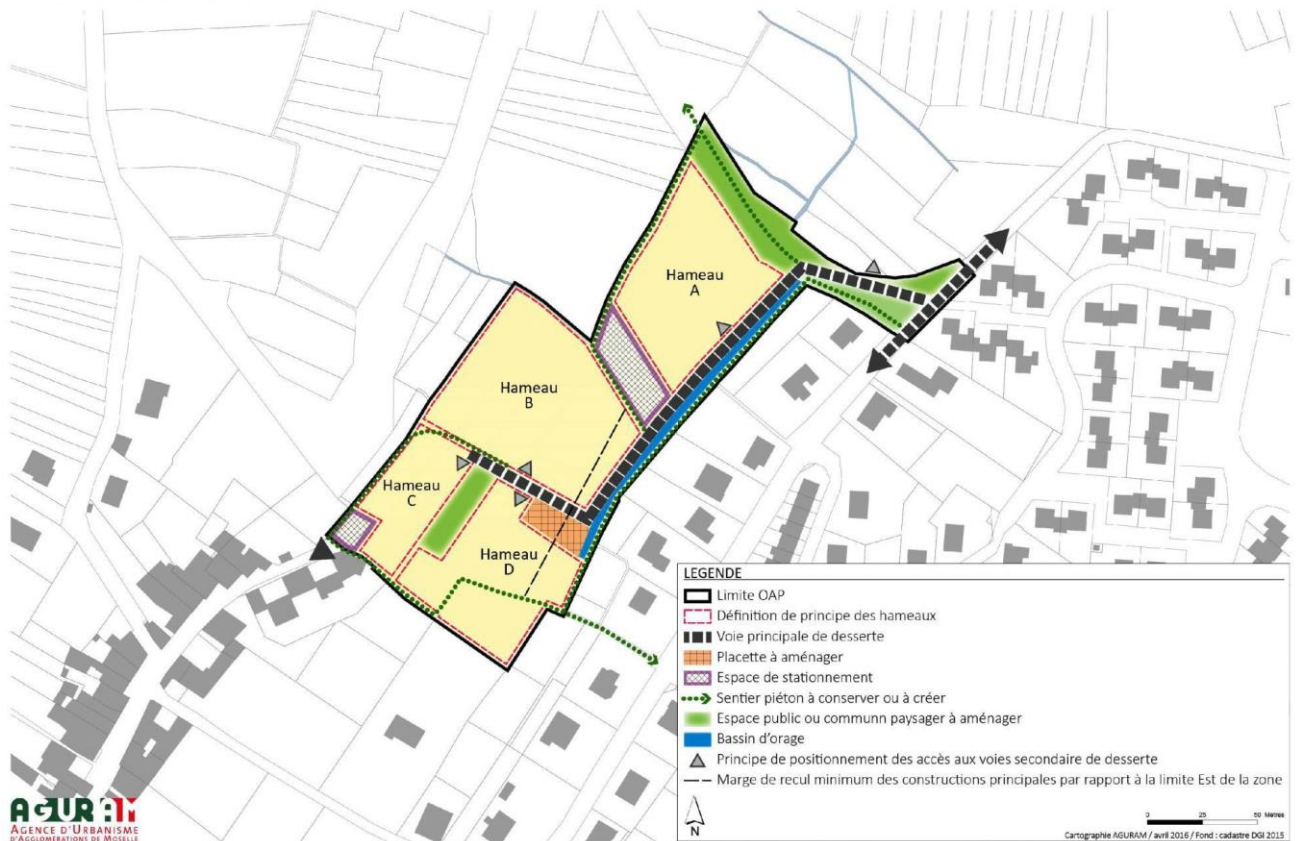 Hameau
A
Hameau
B
Hameau
C
Hameau
D
LEGENDE
Limite OAP
Définition de principe des hameaux
Voie principale de desserte
Placette à aménager
Espace de stationnement
Sentier piéton à conserver ou à créer
Espace public ou communn paysager à aménager
Bassin d'orage
Principe de positionnement des accès aux voies secondaire de desserte
Marge de recul minimum des constructions principales par rapport à la limite Est de la zone
N
0 25 50 Metres
Cartographie AGURAM / avril 2016 / Fond : cadastre DGI 2015
AGURAM
AGENCE D'URBANISME
D'AGGLOMÉRATIONS DE MOSELLE